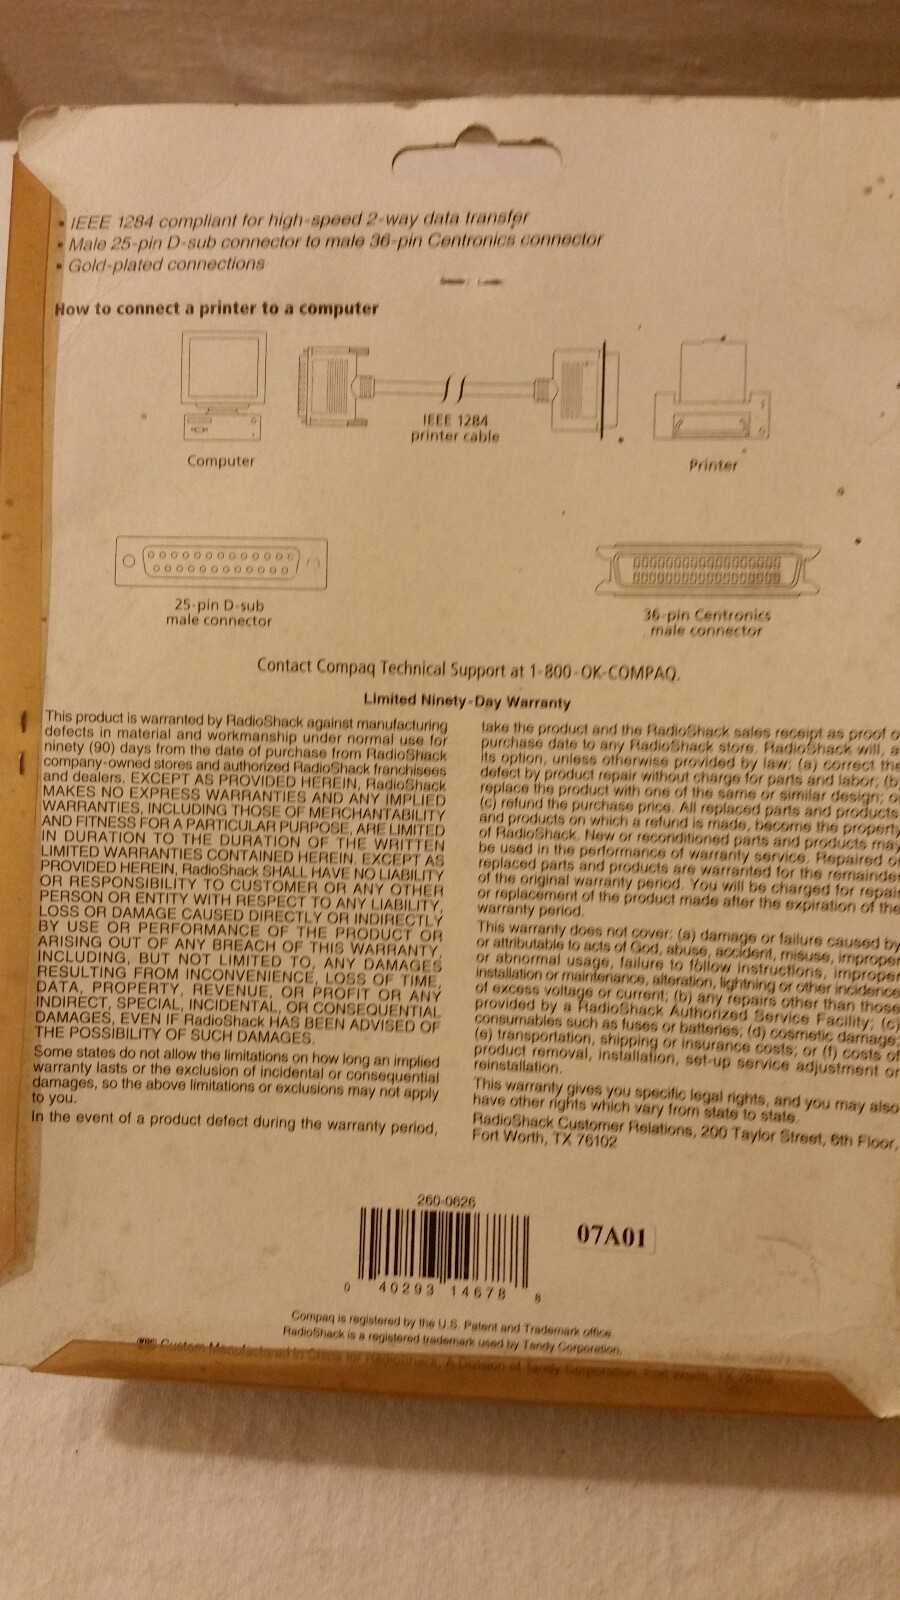 • IEEE 1284 compliant for high-speed 2-way data transfer
• Male 25-pin D-sub connector to male 36-pin Centronics connector
• Gold-plated connections
How to connect a printer to a computer
IEEE 1284
printer cable
Computer
Printer
25-pin D-sub
male connector
36-pin Centronics
male connector
Contact Compaq Technical Support at 1-800-OK-COMPAQ.
Limited Ninety-Day Warranty
This product is warranted by RadioShack against manufacturing
defects in material and workmanship under normal use for
ninety (90) days from the date of purchase from RadioShack
company-owned stores and authorized RadioShack franchisees
and dealers. EXCEPT AS PROVIDED HEREIN, RadioShack
MAKES NO EXPRESS WARRANTIES AND ANY IMPLIED
WARRANTIES, INCLUDING THOSE OF MERCHANTABILITY
AND FITNESS FOR A PARTICULAR PURPOSE, ARE LIMITED
IN DURATION TO THE DURATION OF THE WRITTEN
LIMITED WARRANTIES CONTAINED HEREIN. EXCEPT AS
PROVIDED HEREIN, RadioShack SHALL HAVE NO LIABILITY
OR RESPONSIBILITY TO CUSTOMER OR ANY OTHER
PERSON OR ENTITY WITH RESPECT TO ANY LIABILITY,
LOSS OR DAMAGE CAUSED DIRECTLY OR INDIRECTLY
BY USE OR PERFORMANCE OF THE PRODUCT OR
ARISING OUT OF ANY BREACH OF THIS WARRANTY,
INCLUDING, BUT NOT LIMITED TO, ANY DAMAGES
RESULTING FROM INCONVENIENCE, LOSS OF TIME,
DATA, PROPERTY, REVENUE, OR PROFIT OR ANY
INDIRECT, SPECIAL, INCIDENTAL, OR CONSEQUENTIAL
DAMAGES, EVEN IF RadioShack HAS BEEN ADVISED OF
THE POSSIBILITY OF SUCH DAMAGES.
Some states do not allow the limitations on how long an implied
warranty lasts or the exclusion of incidental or consequential
damages, so the above limitations or exclusions may not apply
to you.
In the event of a product defect during the warranty period,
take the product and the RadioShack sales receipt as proof o
purchase date to any RadioShack store. RadioShack will, a
its option, unless otherwise provided by law: (a) correct the
defect by product repair without charge for parts and labor; (b
replace the product with one of the same or similar design; o
(c) refund the purchase price. All replaced parts and products,
and products on which a refund is made, become the property
of RadioShack. New or reconditioned parts and products may
be used in the performance of warranty service. Repaired o
replaced parts and products are warranted for the remainde
of the original warranty period. You will be charged for repair
or replacement of the product made after the expiration of the
warranty period.
This warranty does not cover: (a) damage or failure caused by
or attributable to acts of God, abuse, accident, misuse, improper
or abnormal usage, failure to follow instructions, improper
installation or maintenance, alteration, lightning or other incidence
of excess voltage or current; (b) any repairs other than those
provided by a RadioShack Authorized Service Facility; (c)
consumables such as fuses or batteries; (d) cosmetic damage;
(e) transportation, shipping or insurance costs; or (f) costs of
product removal, installation, set-up service adjustment or
reinstallation.
This warranty gives you specific legal rights, and you may also
have other rights which vary from state to state.
RadioShack Customer Relations, 200 Taylor Street, 6th Floor,
Fort Worth, TX 76102
260-0626
07A01
0 40293 14678 8
Compaq is registered by the U.S. Patent and Trademark office.
RadioShack is a registered trademark used by Tandy Corporation.
Custom Manufactured in China for RadioShack, A Division of Tandy Corporation, Fort Worth, TX